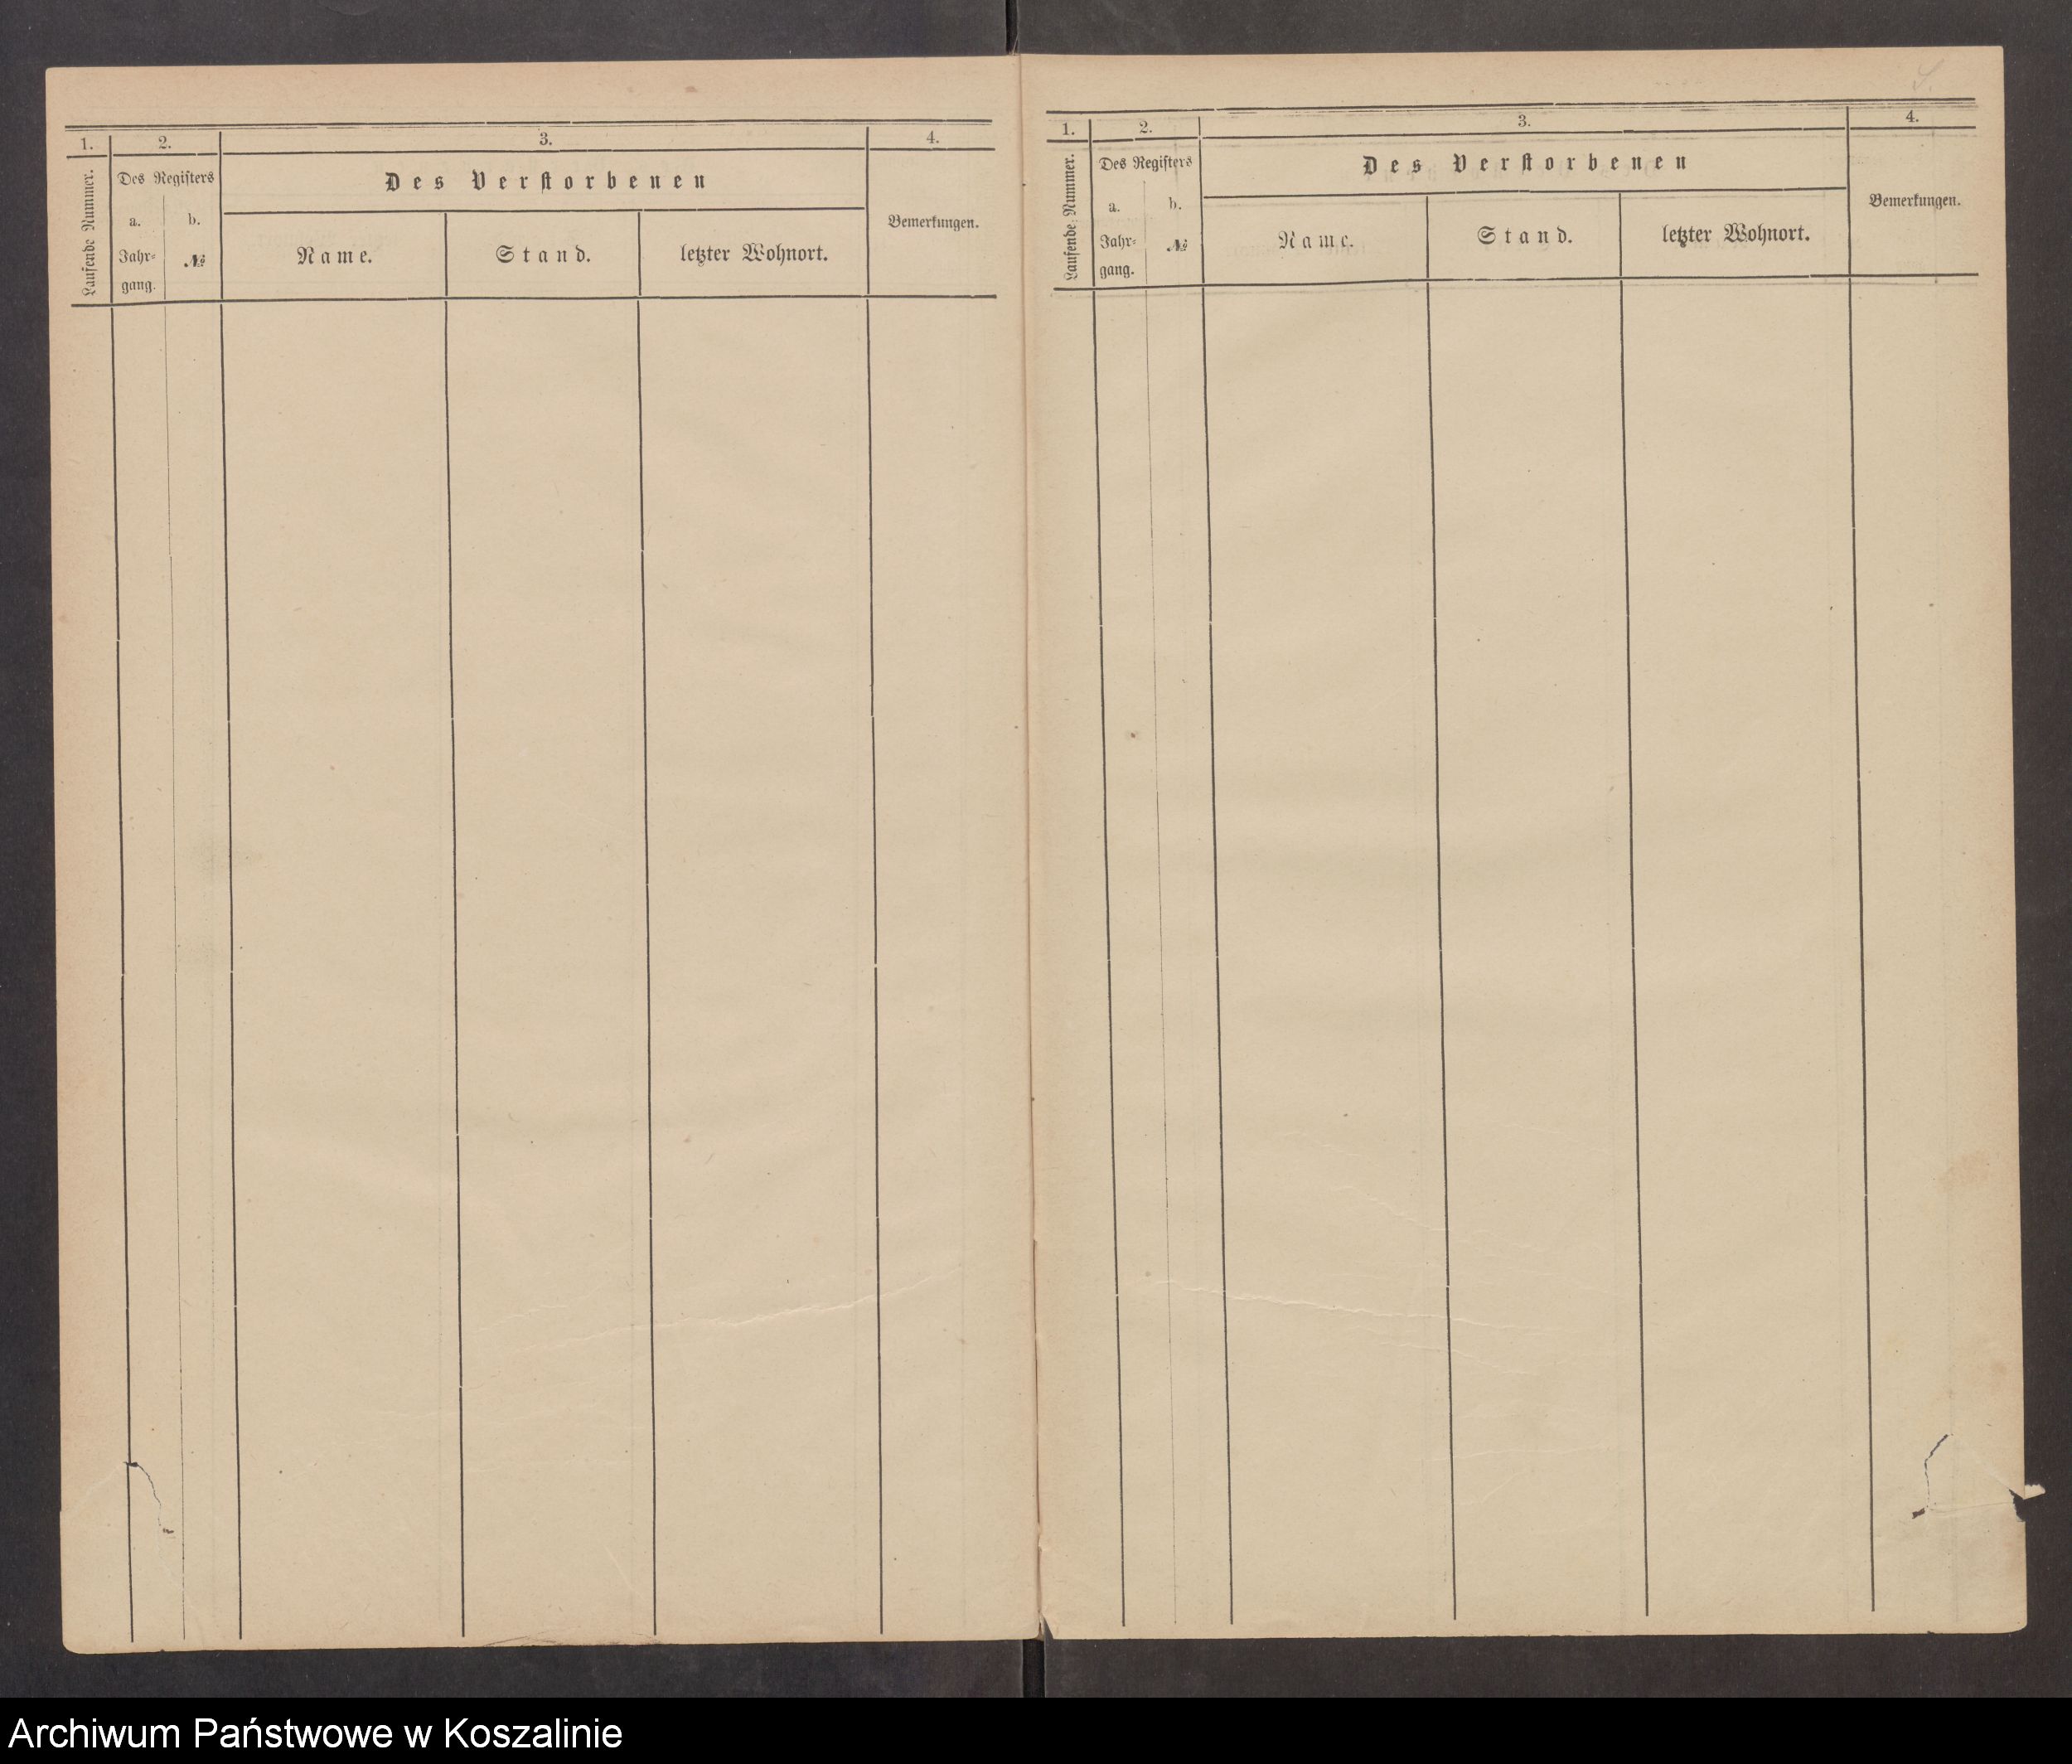 1. 2. 3. 4.
Laufende Nummer.
Des Registers
a. b.
Jahr-
gang.
№
Des Verstorbenen
Name. Stand. letzter Wohnort.
Bemerkungen.
1. 2. 3. 4.
Laufende Nummer.
Des Registers
a. b.
Jahr-
gang.
№
Des Verstorbenen
Name. Stand. letzter Wohnort.
Bemerkungen.
Archiwum Państwowe w Koszalinie